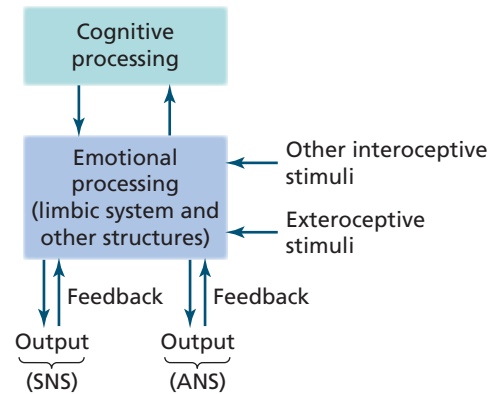 Cognitive
processing
Emotional
processing
(limbic system and
other structures)
Other interoceptive
stimuli
Exteroceptive
stimuli
Feedback
Feedback
Output
(SNS)
Output
(ANS)